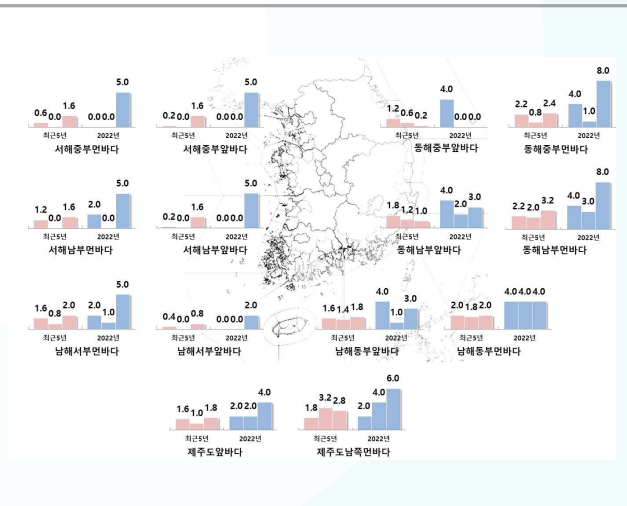 0.6 0.0 1.6 0.0 0.0 5.0
최근5년 2022년
서해중부먼바다
0.2 0.0 1.6 0.0 0.0 5.0
최근5년 2022년
서해중부앞바다
1.2 0.6 0.2 4.0 0.0 0.0
최근5년 2022년
동해중부앞바다
2.2 0.8 2.4 4.0 1.0 8.0
최근5년 2022년
동해중부먼바다
1.2 0.0 1.6 2.0 0.0 5.0
최근5년 2022년
서해남부먼바다
0.2 0.0 1.6 0.0 0.0 5.0
최근5년 2022년
서해남부앞바다
1.8 1.2 1.0 4.0 2.0 3.0
최근5년 2022년
동해남부앞바다
2.2 2.0 3.2 4.0 3.0 8.0
최근5년 2022년
동해남부먼바다
1.6 0.8 2.0 2.0 1.0 5.0
최근5년 2022년
남해서부먼바다
0.4 0.0 0.8 0.0 0.0 2.0
최근5년 2022년
남해서부앞바다
1.6 1.4 1.8 4.0 1.0 3.0
최근5년 2022년
남해동부앞바다
2.0 1.8 2.0 4.0 4.0 4.0
최근5년 2022년
남해동부먼바다
1.6 1.0 1.8 2.0 2.0 4.0
최근5년 2022년
제주도앞바다
1.8 3.2 2.8 2.0 4.0 6.0
최근5년 2022년
제주도남쪽먼바다